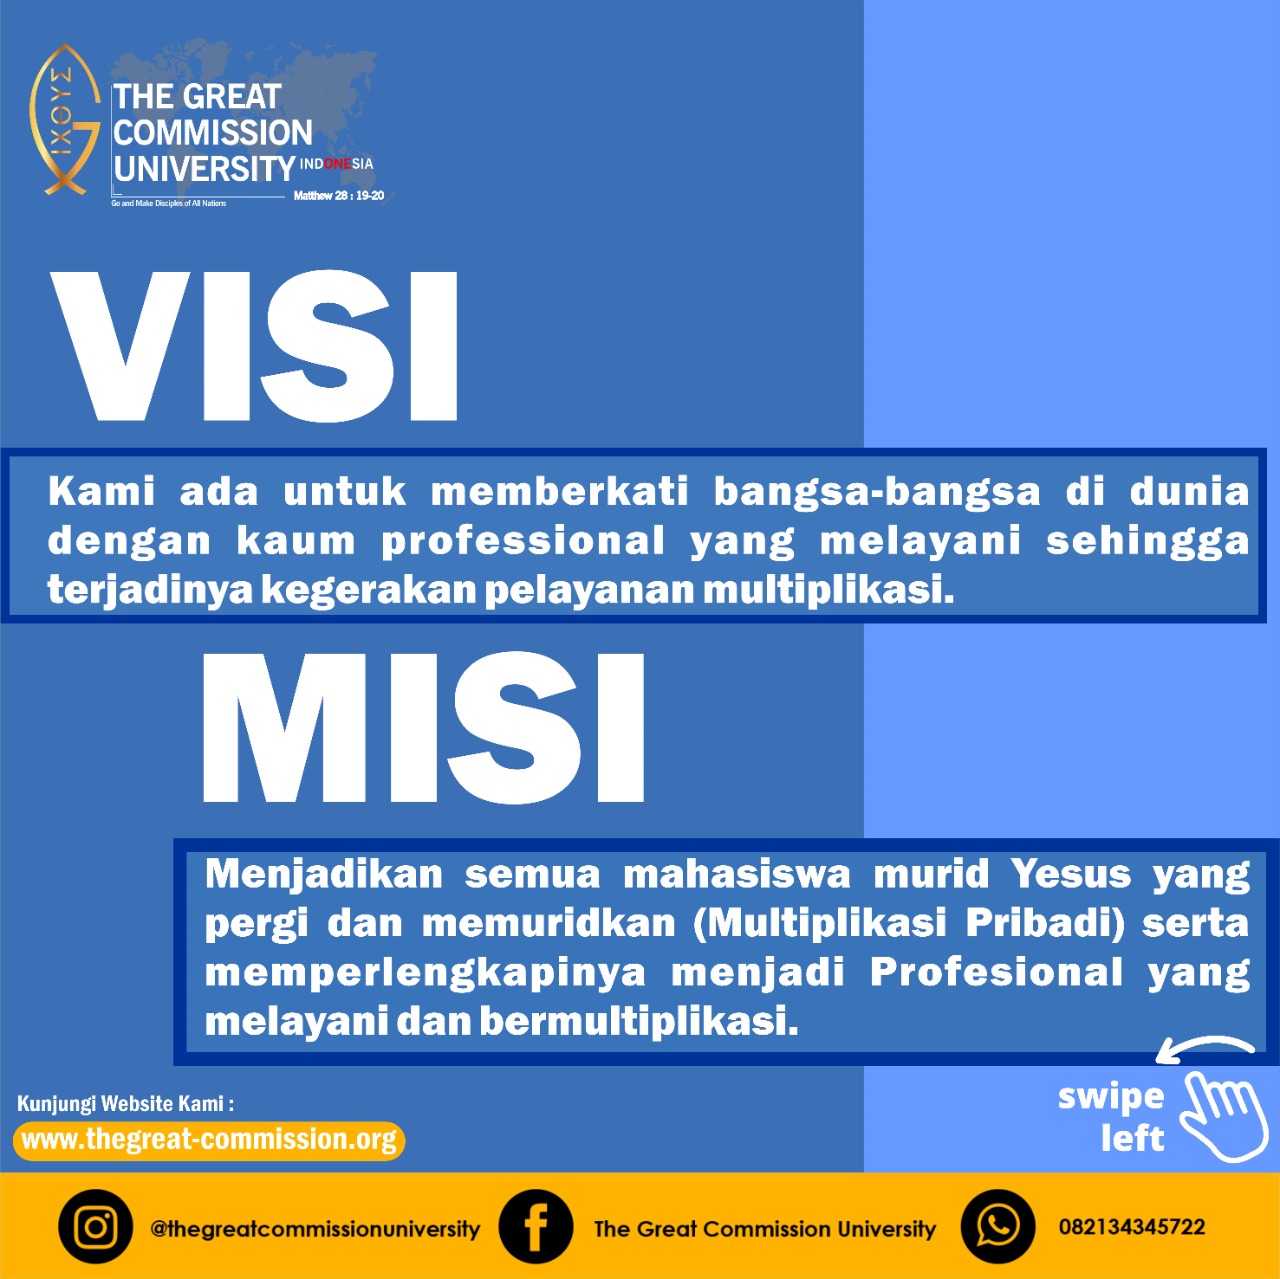 ΙΧΘΥΣ
THE GREAT
COMMISSION
UNIVERSITY INDONESIA
Matthew 28 : 19-20
Go and Make Disciples of All Nations
VISI
Kami ada untuk memberkati bangsa-bangsa di dunia
dengan kaum professional yang melayani sehingga
terjadinya kegerakan pelayanan multiplikasi.
MISI
Menjadikan semua mahasiswa murid Yesus yang
pergi dan memuridkan (Multiplikasi Pribadi) serta
memperlengkapinya menjadi Profesional yang
melayani dan bermultiplikasi.
Kunjungi Website Kami :
www.thegreat-commission.org
swipe
left
@thegreatcommissionuniversity
The Great Commission University
082134345722